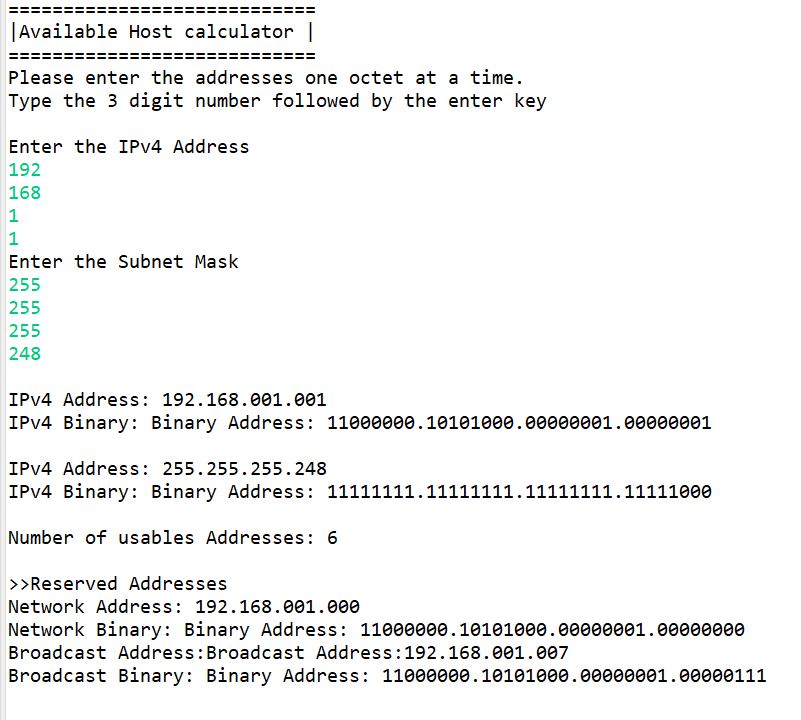 ============================
|Available Host calculator |
============================
Please enter the addresses one octet at a time.
Type the 3 digit number followed by the enter key
Enter the IPv4 Address
192
168
1
1
Enter the Subnet Mask
255
255
255
248
IPv4 Address: 192.168.001.001
IPv4 Binary: Binary Address: 11000000.10101000.00000001.00000001
IPv4 Address: 255.255.255.248
IPv4 Binary: Binary Address: 11111111.11111111.11111111.11111000
Number of usables Addresses: 6
>>Reserved Addresses
Network Address: 192.168.001.000
Network Binary: Binary Address: 11000000.10101000.00000001.00000000
Broadcast Address:Broadcast Address:192.168.001.007
Broadcast Binary: Binary Address: 11000000.10101000.00000001.00000111